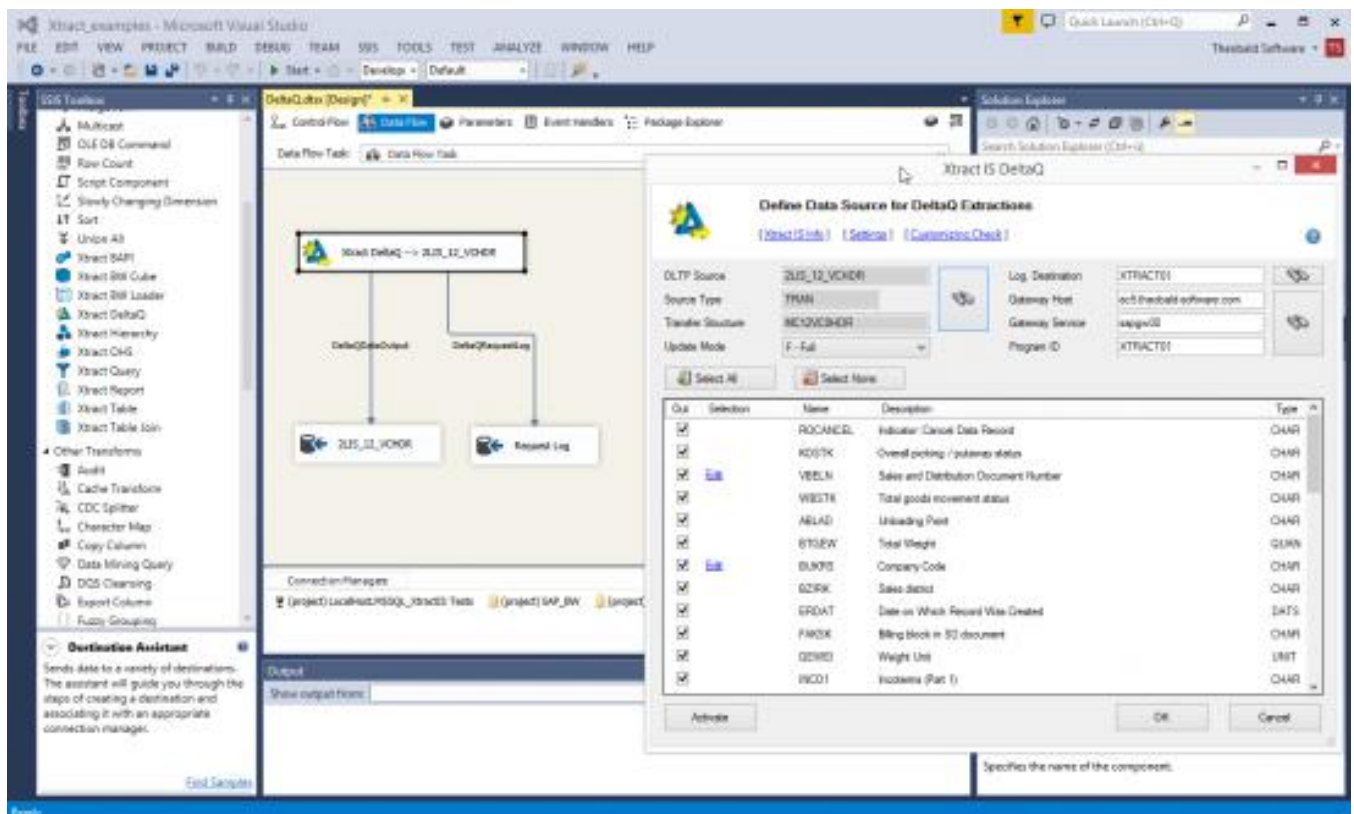 Xtract_examples - Microsoft Visual Studio
Quick Launch (Ctrl+Q)
FILE EDIT VIEW PROJECT BUILD DEBUG TEAM SSIS TOOLS TEST ANALYZE WINDOW HELP
Theobald Software TS
Start Develop Default
Toolbox
SSIS Toolbox
Multicast
OLE DB Command
Row Count
Script Component
Slowly Changing Dimension
Sort
Union All
Xtract BAPI
Xtract BW Cube
Xtract BW Loader
Xtract DeltaQ
Xtract Hierarchy
Xtract OHS
Xtract Query
Xtract Report
Xtract Table
Xtract Table Join
Other Transforms
Audit
Cache Transform
CDC Splitter
Character Map
Copy Column
Data Mining Query
DQS Cleansing
Export Column
Fuzzy Grouping
Destination Assistant
Sends data to a variety of destinations.
The assistant will guide you through the
steps of creating a destination and
associating it with an appropriate
connection manager.
Find Samples
DeltaQ.dtsx [Design]*
Control Flow Data Flow Parameters Event Handlers Package Explorer
Data Flow Task: Data Flow Task
Xtract DeltaQ --> 2LIS_12_VCHDR
DeltaQDataOutput DeltaQRequestLog
2LIS_12_VCHDR Request Log
Connection Managers
(project) LocalHost.MSSQL_XtractIS Tests (project) SAP_BW (project)
Output
Show output from:
Solution Explorer
Search Solution Explorer (Ctrl+ü)
Xtract IS DeltaQ
Define Data Source for DeltaQ Extractions
[Xtract IS Info] [Settings] [Customizing Check]
OLTP Source 2LIS_12_VCHDR Log. Destination XTRACT01
Source Type TRAN Gateway Host ec5.theobald-software.com
Transfer Structure MC12VC0HDR Gateway Service sapgw00
Update Mode F - Full Program ID XTRACT01
Select All Select None
Out Selection Name Description Type
ROCANCEL Indicator: Cancel Data Record CHAR
KOSTK Overall picking / putaway status CHAR
Edit VBELN Sales and Distribution Document Number CHAR
WBSTK Total goods movement status CHAR
ABLAD Unloading Point CHAR
BTGEW Total Weight QUAN
Edit BUKRS Company Code CHAR
BZIRK Sales district CHAR
ERDAT Date on Which Record Was Created DATS
FAKSK Billing block in SD document CHAR
GEWEI Weight Unit UNIT
INCO1 Incoterms (Part 1) CHAR
Activate OK Cancel
Specifies the name of the component.
Ready